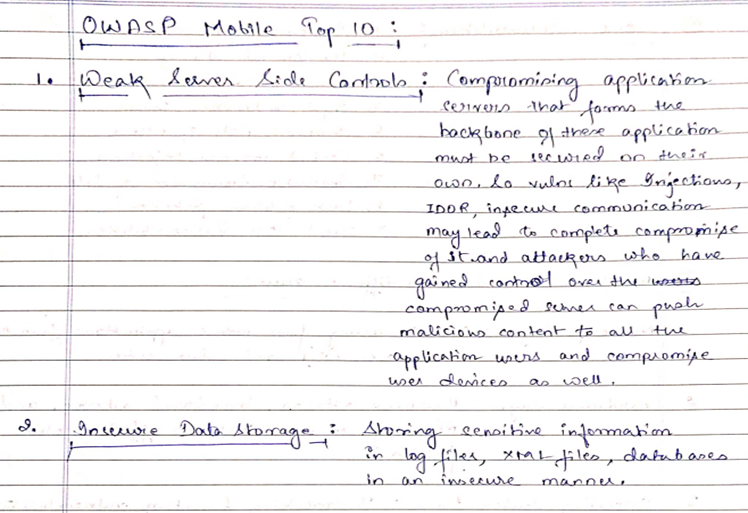 OWASP Mobile Top 10 :
1. Weak Server Side Controls : Compromising application
servers that forms the
backbone of these application
must be secured on their
own. So vulns like Injections,
IDOR, insecure communication
may lead to complete compromise
of it and attackers who have
gained control over the users
compromised server can push
malicious content to all the
application users and compromise
user devices as well.
2. Insecure Data Storage : Storing sensitive information
in log files, XML files, databases
in an insecure manner.